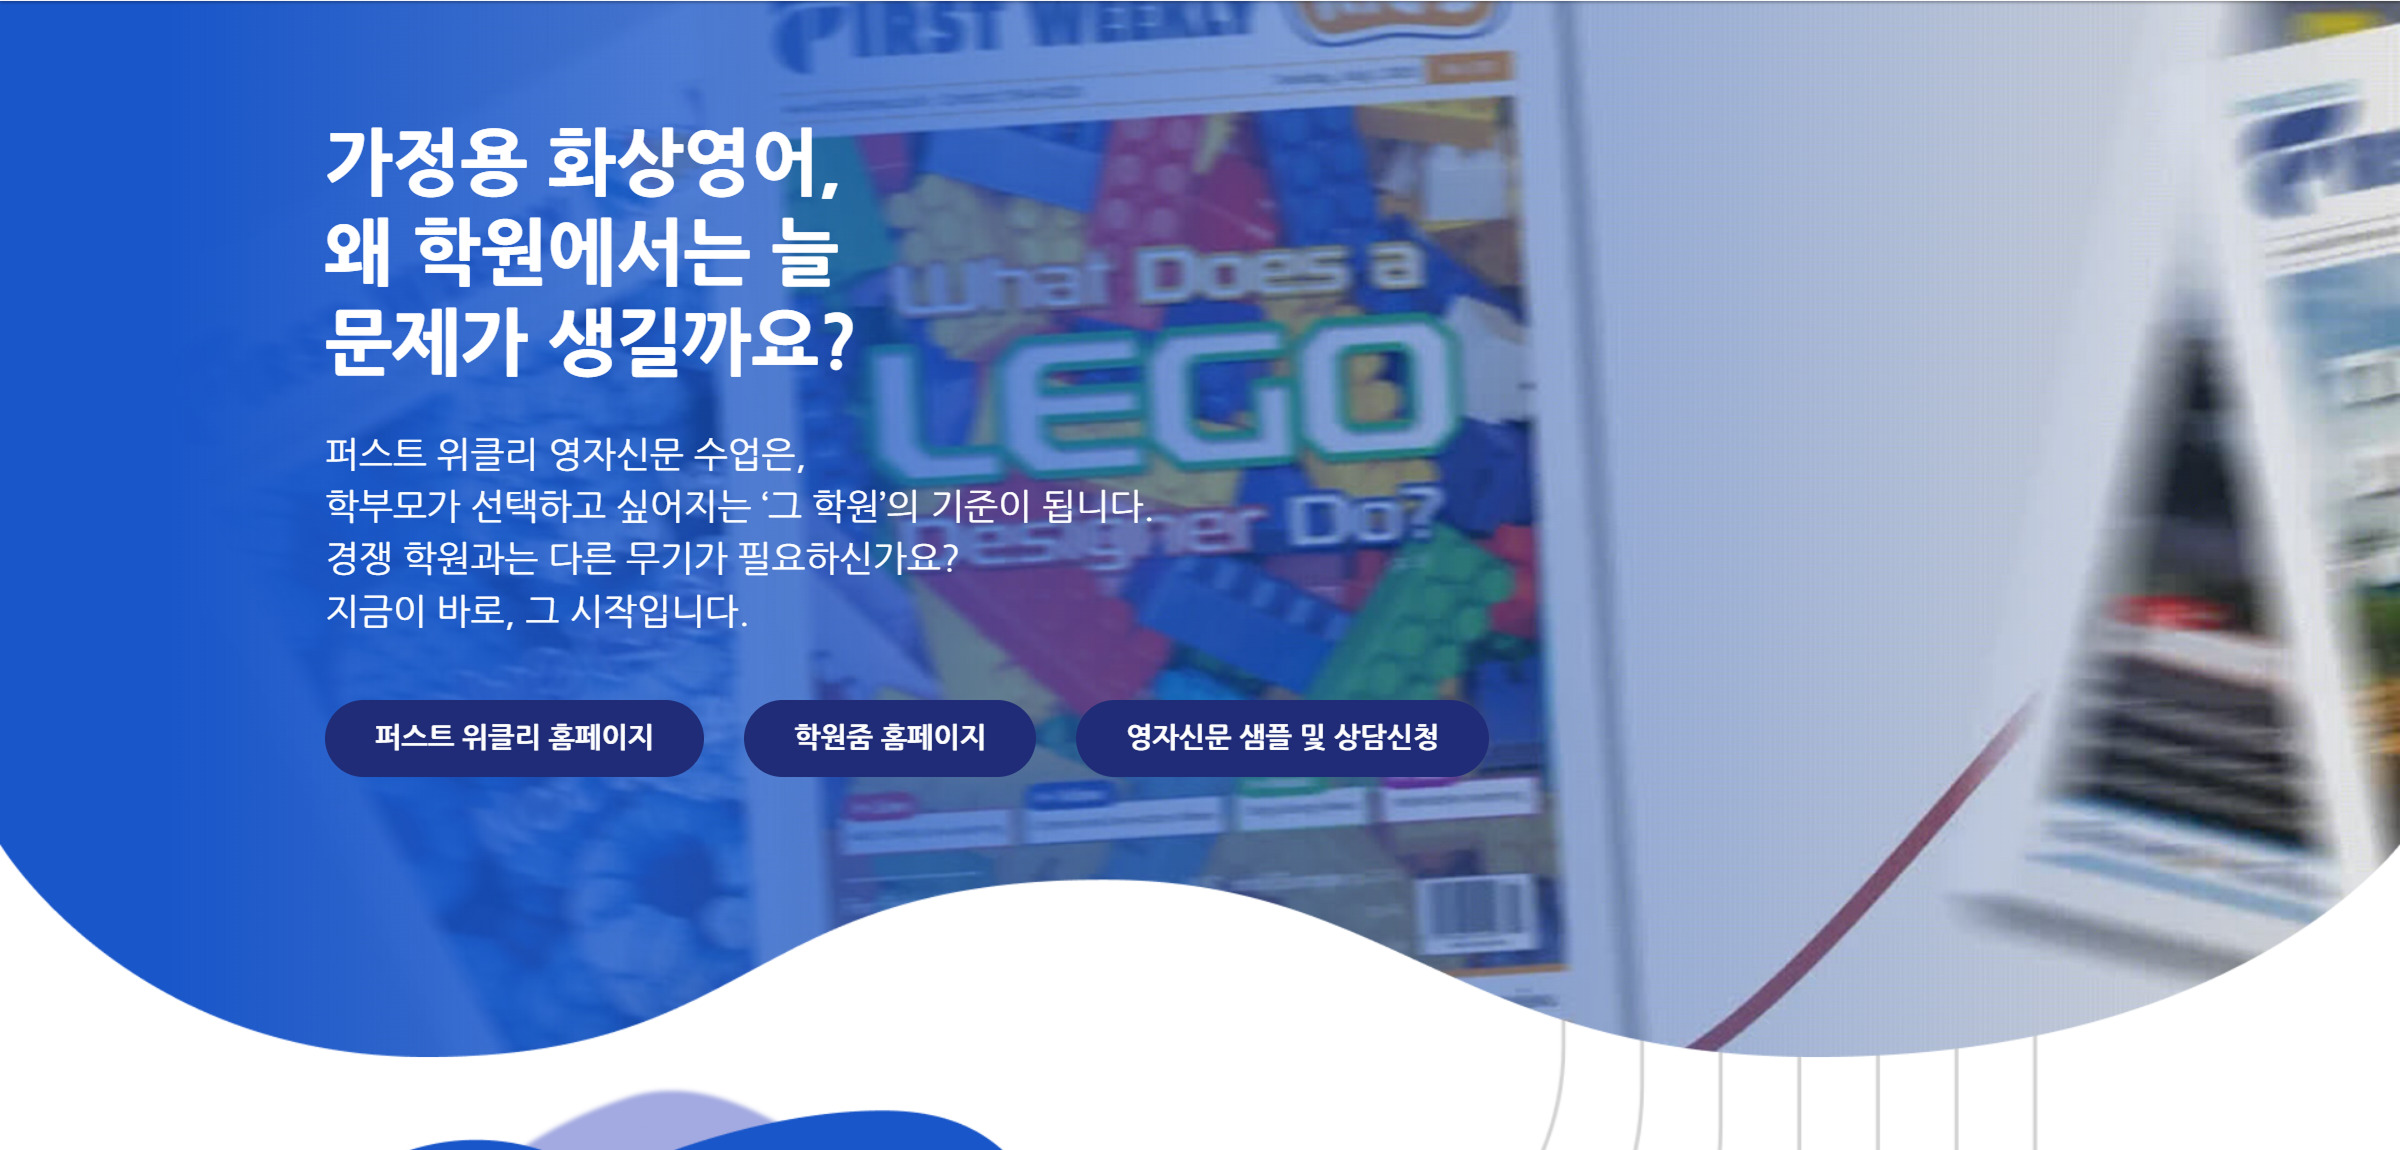 FIRST WEEKLY
가정용 화상영어,
왜 학원에서는 늘
문제가 생길까요?
What Does a
LEGO
Designer Do?
퍼스트 위클리 영자신문 수업은,
학부모가 선택하고 싶어지는 ‘그 학원’의 기준이 됩니다.
경쟁 학원과는 다른 무기가 필요하신가요?
지금이 바로, 그 시작입니다.
퍼스트 위클리 홈페이지
학원줌 홈페이지
영자신문 샘플 및 상담신청